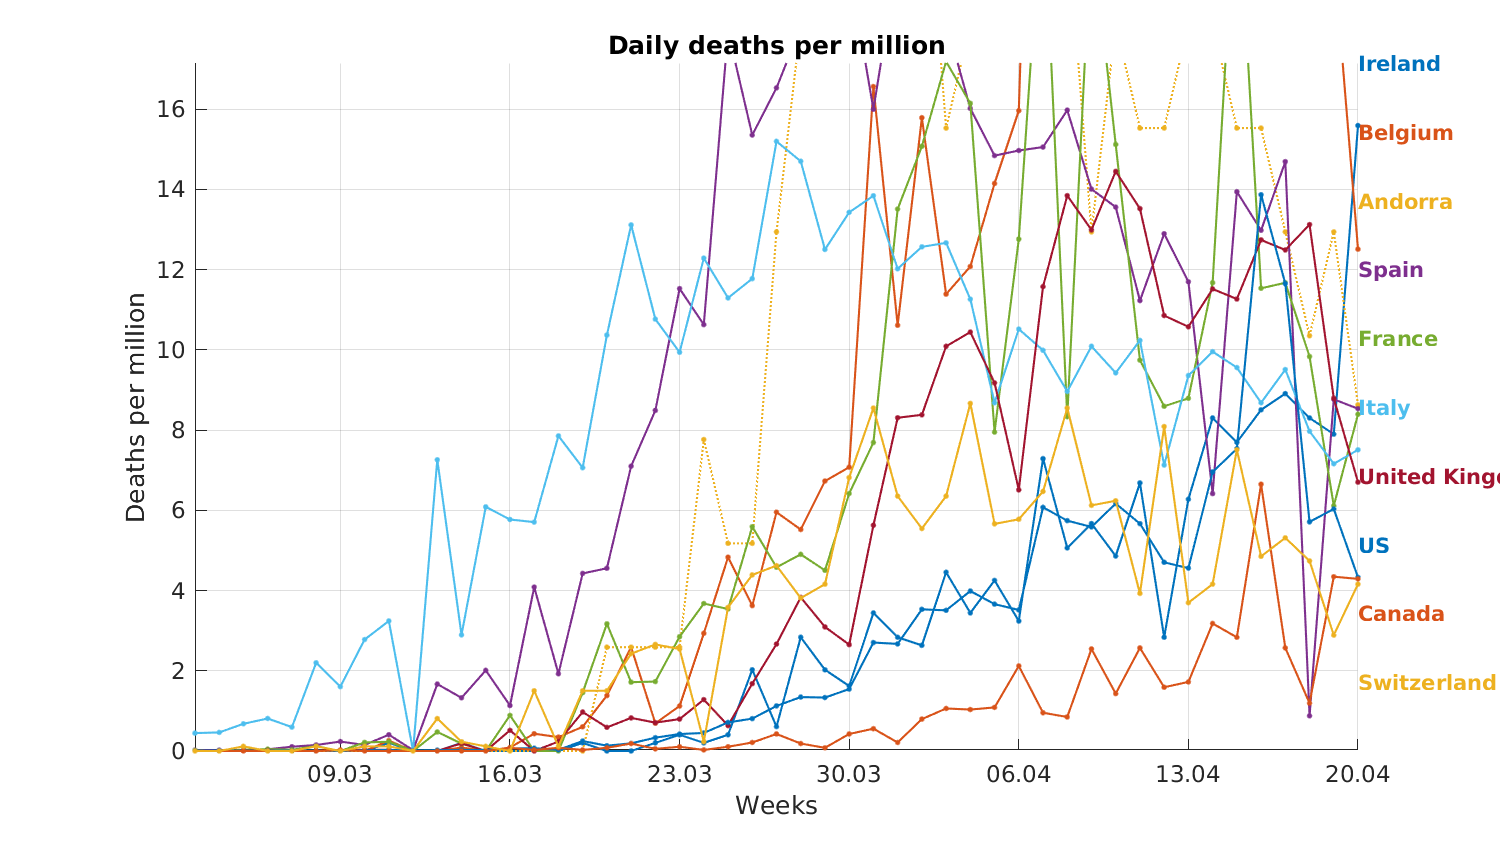 Daily deaths per million
Deaths per million
16
14
12
10
8
6
4
2
0
09.03
16.03
23.03
30.03
06.04
13.04
20.04
Weeks
Ireland
Belgium
Andorra
Spain
France
Italy
United Kingd
US
Canada
Switzerland